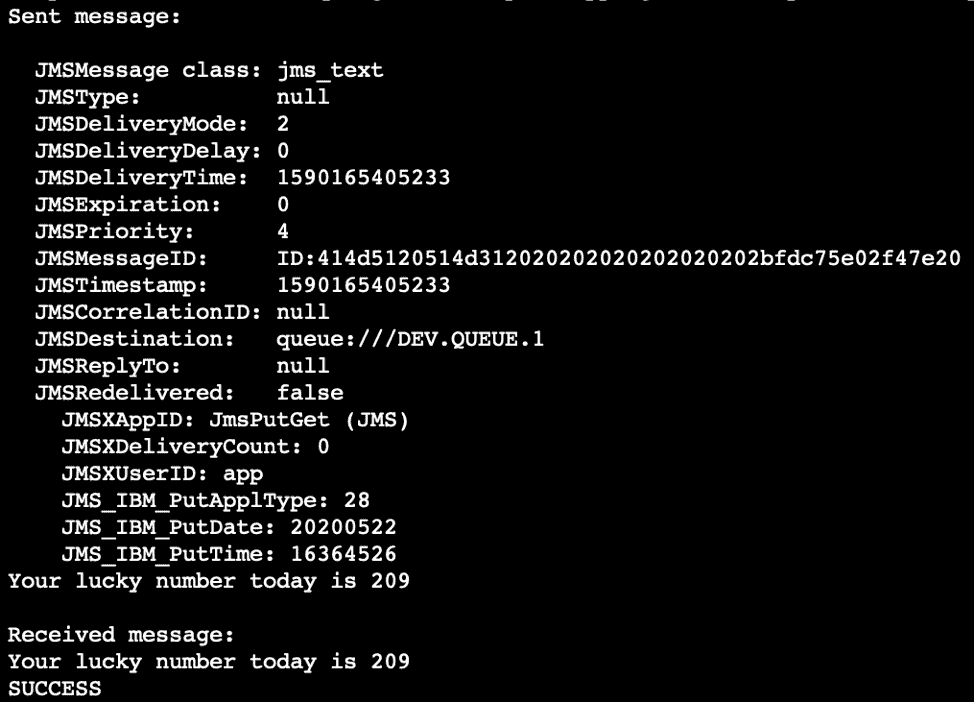 Sent message:
JMSMessage class: jms_text
JMSType: null
JMSDeliveryMode: 2
JMSDeliveryDelay: 0
JMSDeliveryTime: 1590165405233
JMSExpiration: 0
JMSPriority: 4
JMSMessageID: ID:414d5120514d312020202020202020202bfdc75e02f47e20
JMSTimestamp: 1590165405233
JMSCorrelationID: null
JMSDestination: queue:///DEV.QUEUE.1
JMSReplyTo: null
JMSRedelivered: false
JMSXAppID: JmsPutGet (JMS)
JMSXDeliveryCount: 0
JMSXUserID: app
JMS_IBM_PutApplType: 28
JMS_IBM_PutDate: 20200522
JMS_IBM_PutTime: 16364526
Your lucky number today is 209
Received message:
Your lucky number today is 209
SUCCESS